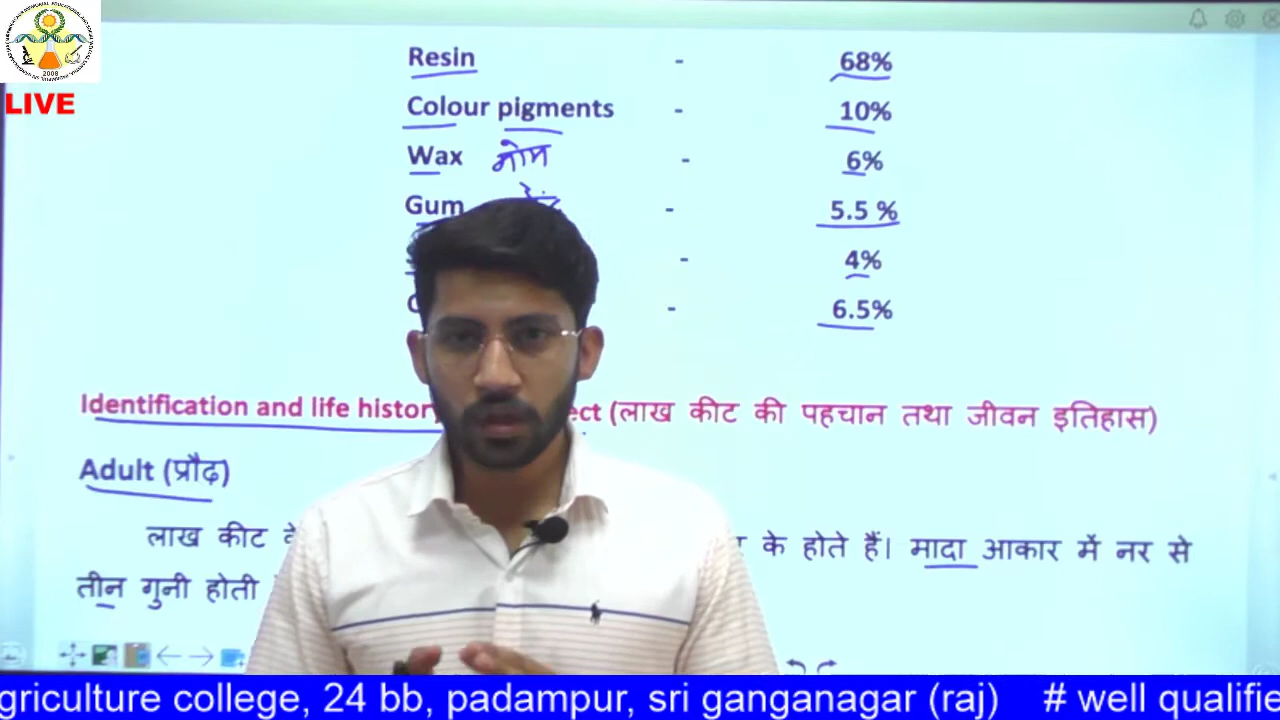 2008
LIVE
Resin - 68%
Colour pigments - 10%
Wax मोम - 6%
Gum - 5.5 %
- 4%
- 6.5%
Identification and life history ect (लाख कीट की पहचान तथा जीवन इतिहास)
Adult (प्रौढ़)
लाख कीट के होते हैं। मादा आकार में नर से
तीन गुनी होती
griculture college, 24 bb, padampur, sri ganganagar (raj) # well qualifie